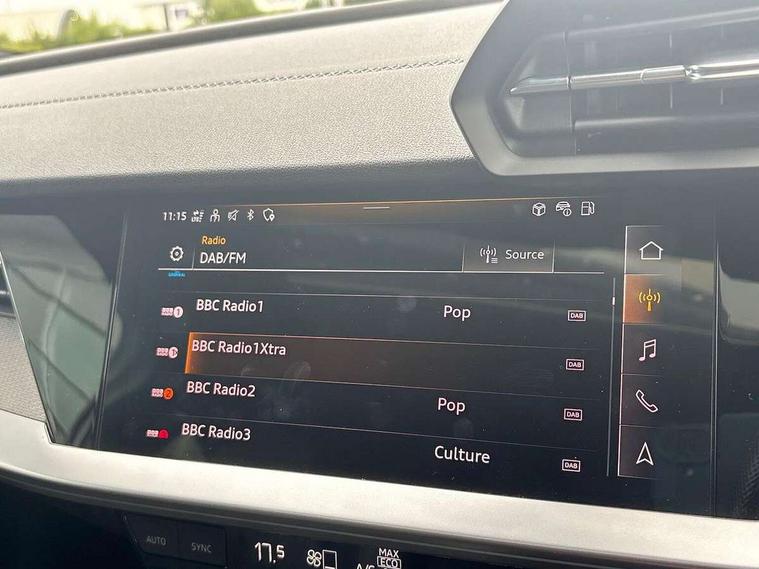 11:15
Radio
DAB/FM
Source
BBC Radio1
Pop
DAB
BBC Radio1Xtra
DAB
BBC Radio2
Pop
DAB
BBC Radio3
Culture
DAB
AUTO
SYNC
17.5
MAX
ECO